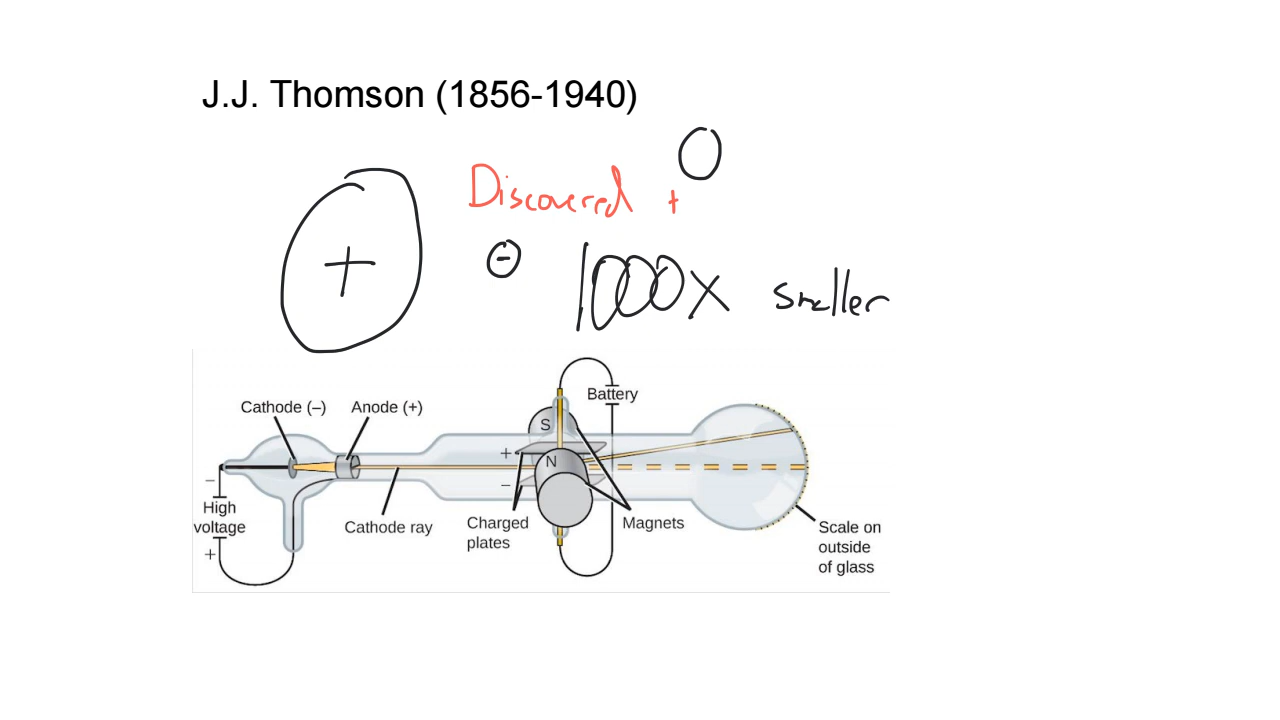 J.J. Thomson (1856-1940)
Discovered +
+
- 1000x smaller
Battery
Cathode (–) Anode (+)
S
+
N
–
–
High
voltage
+
Cathode ray
Charged
plates
Magnets
Scale on
outside
of glass